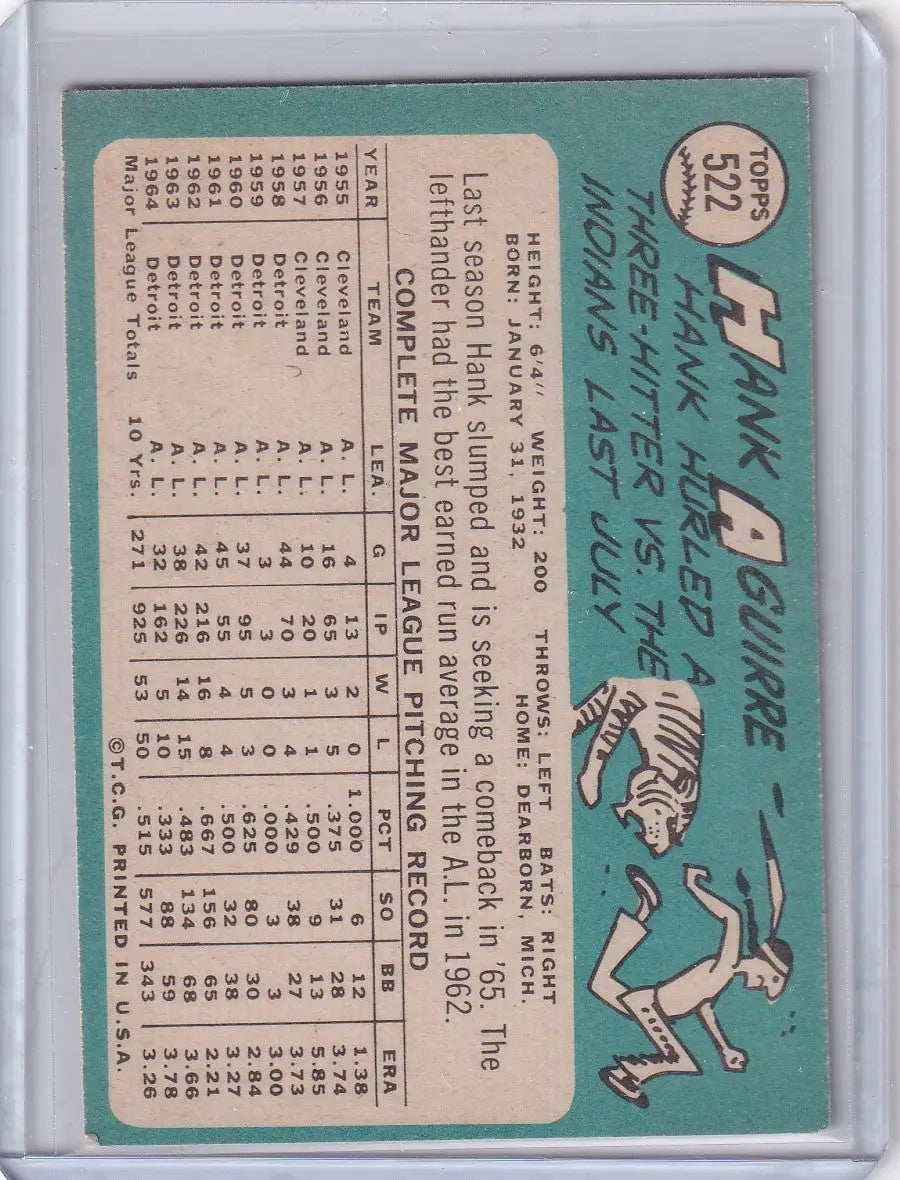 TOPPS
522
HANK AGUIRRE -
HANK HURLED A
THREE-HITTER VS. THE
INDIANS LAST JULY
HEIGHT: 6'4" WEIGHT: 200 THROWS: LEFT BATS: RIGHT
BORN: JANUARY 31, 1932 HOME: DEARBORN, MICH.
Last season Hank slumped and is seeking a comeback in '65. The
lefthander had the best earned run average in the A.L. in 1962.
COMPLETE MAJOR LEAGUE PITCHING RECORD
YEAR TEAM LEA. G IP W L PCT SO BB ERA
1955 Cleveland A. L. 4 13 2 0 1.000 6 12 1.38
1956 Cleveland A. L. 16 65 3 5 .375 31 28 3.74
1957 Cleveland A. L. 10 20 1 1 .500 9 13 5.85
1958 Detroit A. L. 44 70 3 4 .429 38 27 3.73
1959 Detroit A. L. 3 3 0 0 .000 3 3 3.00
1960 Detroit A. L. 37 95 5 3 .625 80 30 2.84
1961 Detroit A. L. 45 55 4 4 .500 32 38 3.27
1962 Detroit A. L. 42 216 16 8 .667 156 65 2.21
1963 Detroit A. L. 38 226 14 15 .483 134 68 3.66
1964 Detroit A. L. 32 162 5 10 .333 88 59 3.78
Major League Totals 10 Yrs. 271 925 53 50 .515 577 343 3.26
©T.C.G. PRINTED IN U.S.A.